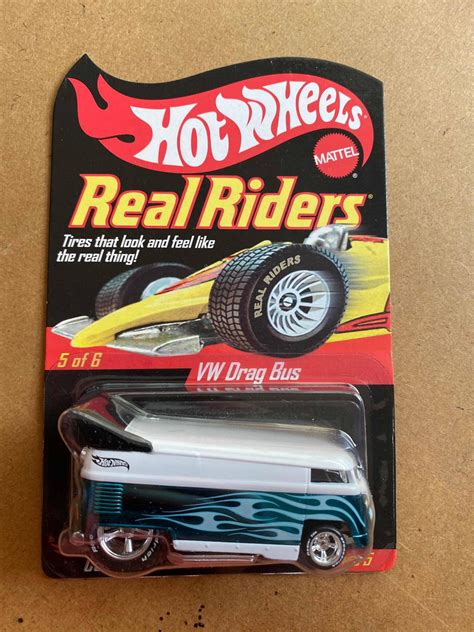 Hot Wheels
MATTEL
Real Riders®
Tires that look and feel like
the real thing!
REAL RIDERS
5 of 6
VW Drag Bus
Hot Wheels